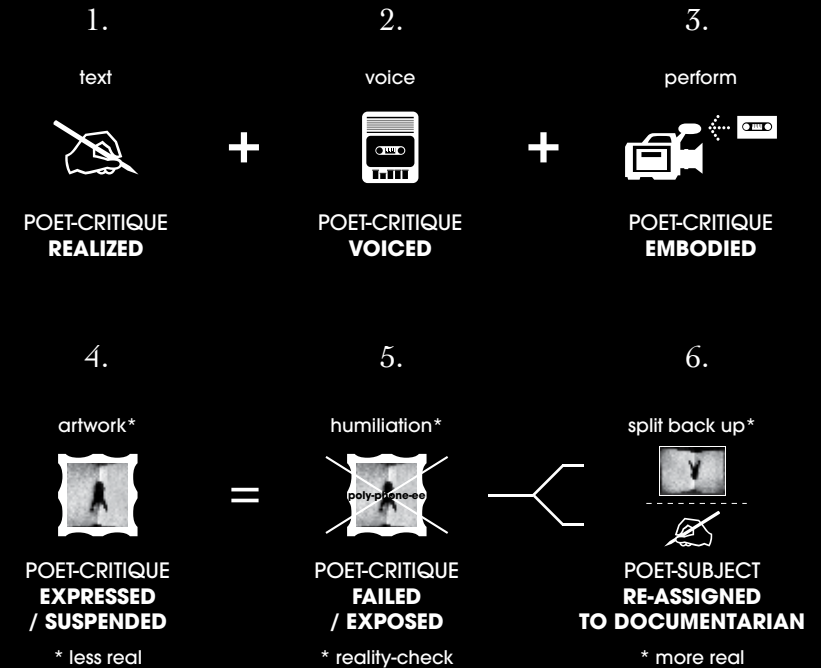 1.
2.
3.
text
voice
perform
+
+
POET-CRITIQUE
REALIZED
POET-CRITIQUE
VOICED
POET-CRITIQUE
EMBODIED
4.
5.
6.
artwork*
humiliation*
split back up*
poly-phone-ee
=
POET-CRITIQUE
EXPRESSED
/ SUSPENDED
POET-CRITIQUE
FAILED
/ EXPOSED
POET-SUBJECT
RE-ASSIGNED
TO DOCUMENTARIAN
* less real
* reality-check
* more real